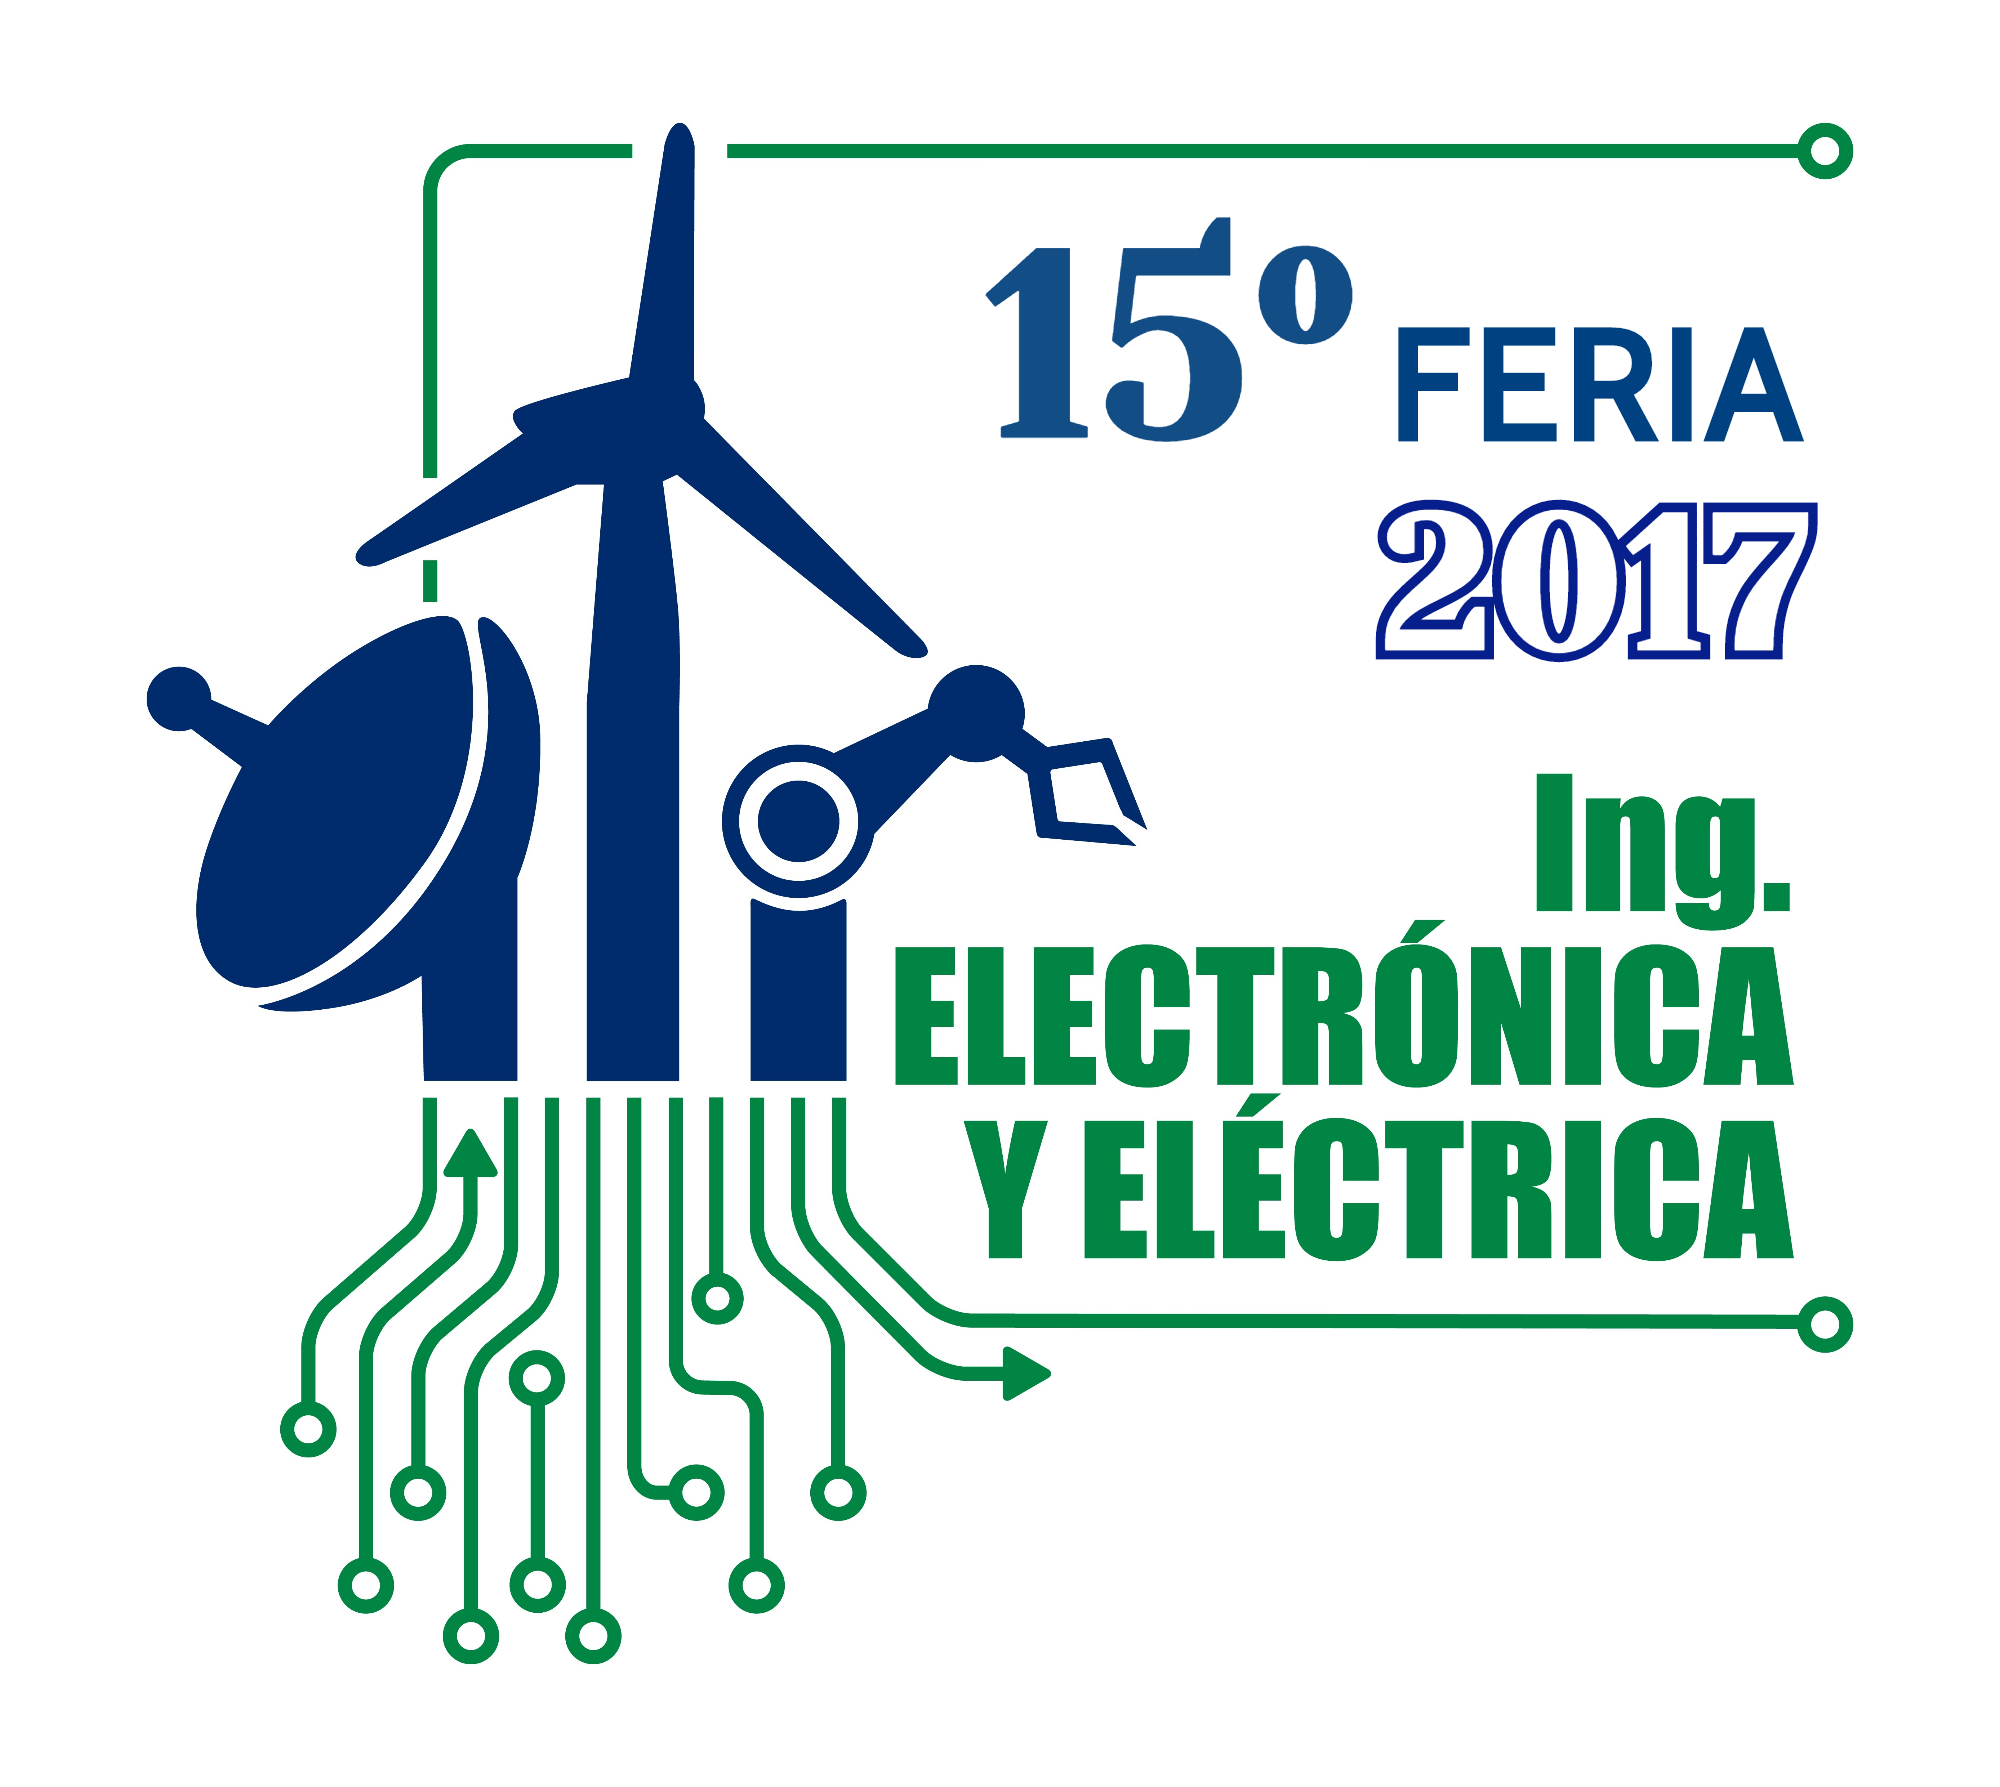 15º FERIA
2017
Ing.
ELECTRÓNICA
Y ELÉCTRICA